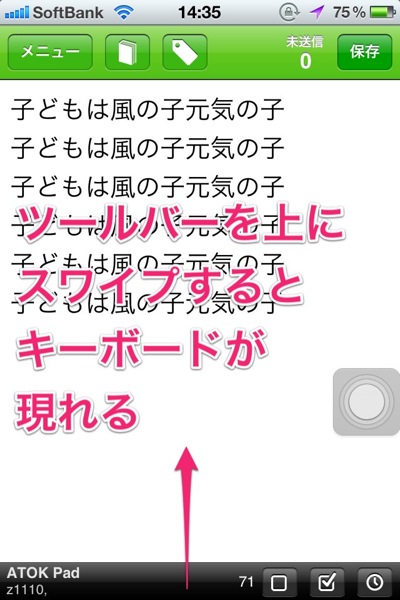 SoftBank 14:35 75%
メニュー 未送信 0 保存
子どもは風の子元気の子
子どもは風の子元気の子
子どもは風の子元気の子
子どもは風の子元気の子
子どもは風の子元気の子
子どもは風の子元気の子
ツールバーを上に
スワイプすると
キーボードが
現れる
ATOK Pad
z1110, 71